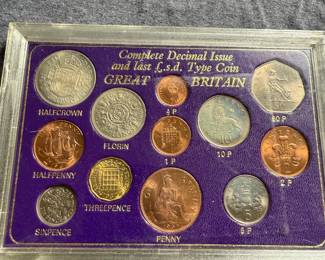 Complete Decimal Issue
and last £.s.d. Type Coin
GREAT BRITAIN
HALFCROWN
FLORIN
½ P
50 P
HALFPENNY
1 P
10 P
2 P
SIXPENCE
THREEPENCE
PENNY
5 P